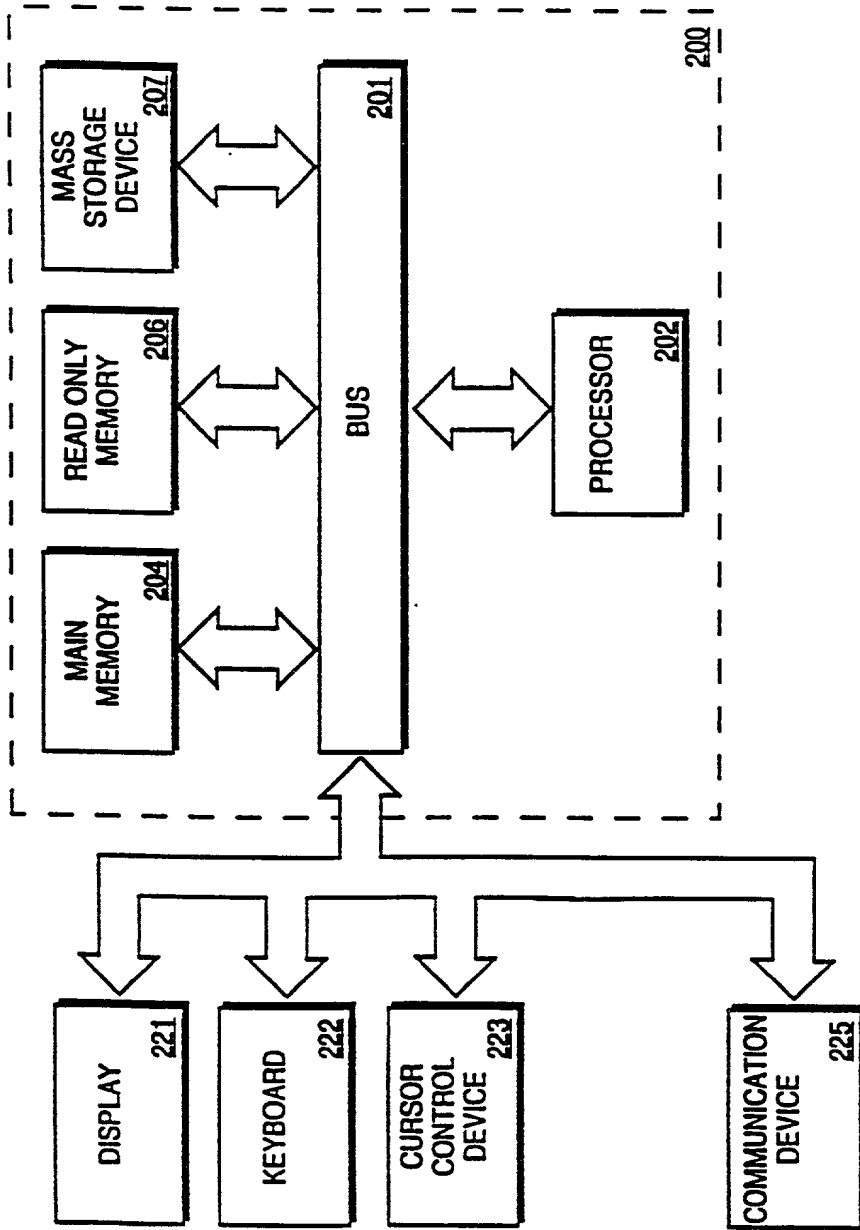 MAIN
MEMORY
204
READ ONLY
MEMORY
206
MASS
STORAGE
DEVICE
207
BUS
201
PROCESSOR
202
200
DISPLAY
221
KEYBOARD
222
CURSOR
CONTROL
DEVICE
223
COMMUNICATION
DEVICE
225